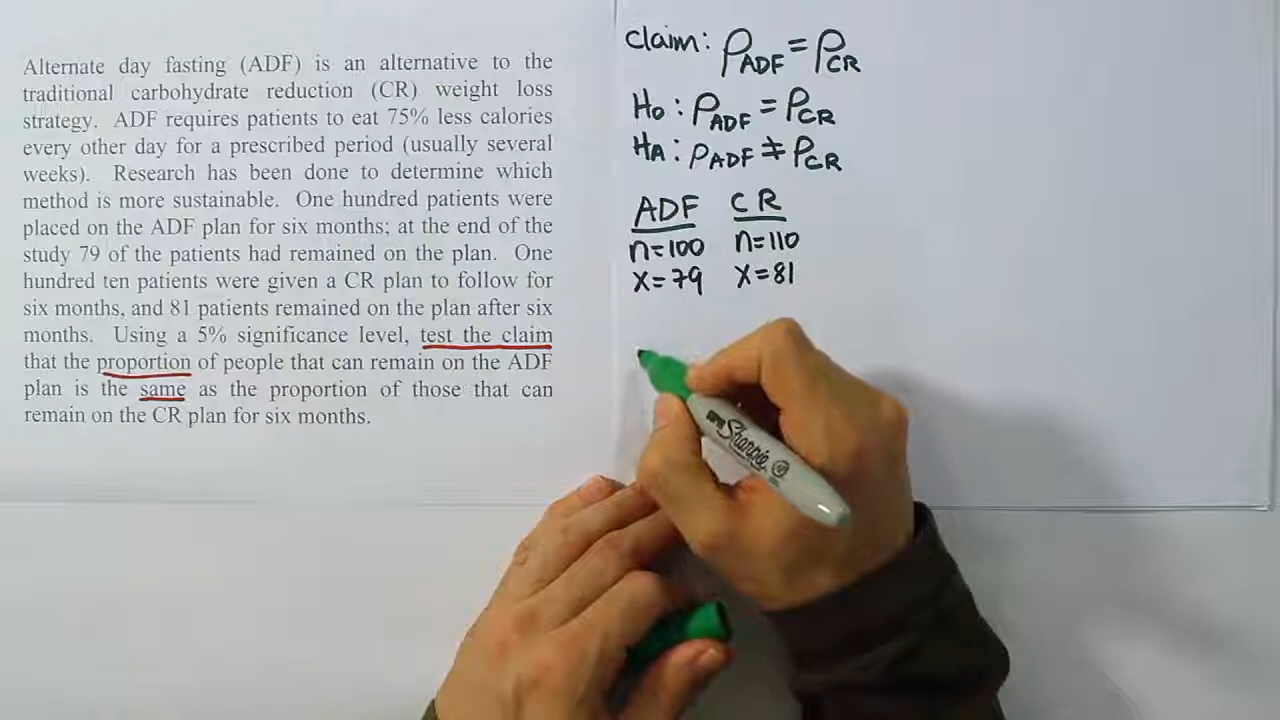 Alternate day fasting (ADF) is an alternative to the
traditional carbohydrate reduction (CR) weight loss
strategy. ADF requires patients to eat 75% less calories
every other day for a prescribed period (usually several
weeks). Research has been done to determine which
method is more sustainable. One hundred patients were
placed on the ADF plan for six months; at the end of the
study 79 of the patients had remained on the plan. One
hundred ten patients were given a CR plan to follow for
six months, and 81 patients remained on the plan after six
months. Using a 5% significance level, test the claim
that the proportion of people that can remain on the ADF
plan is the same as the proportion of those that can
remain on the CR plan for six months.
Claim: ρADF = ρCR
Ho: ρADF = ρCR
HA: ρADF ≠ ρCR
ADF CR
n=100 n=110
x=79 x=81
Sharpie